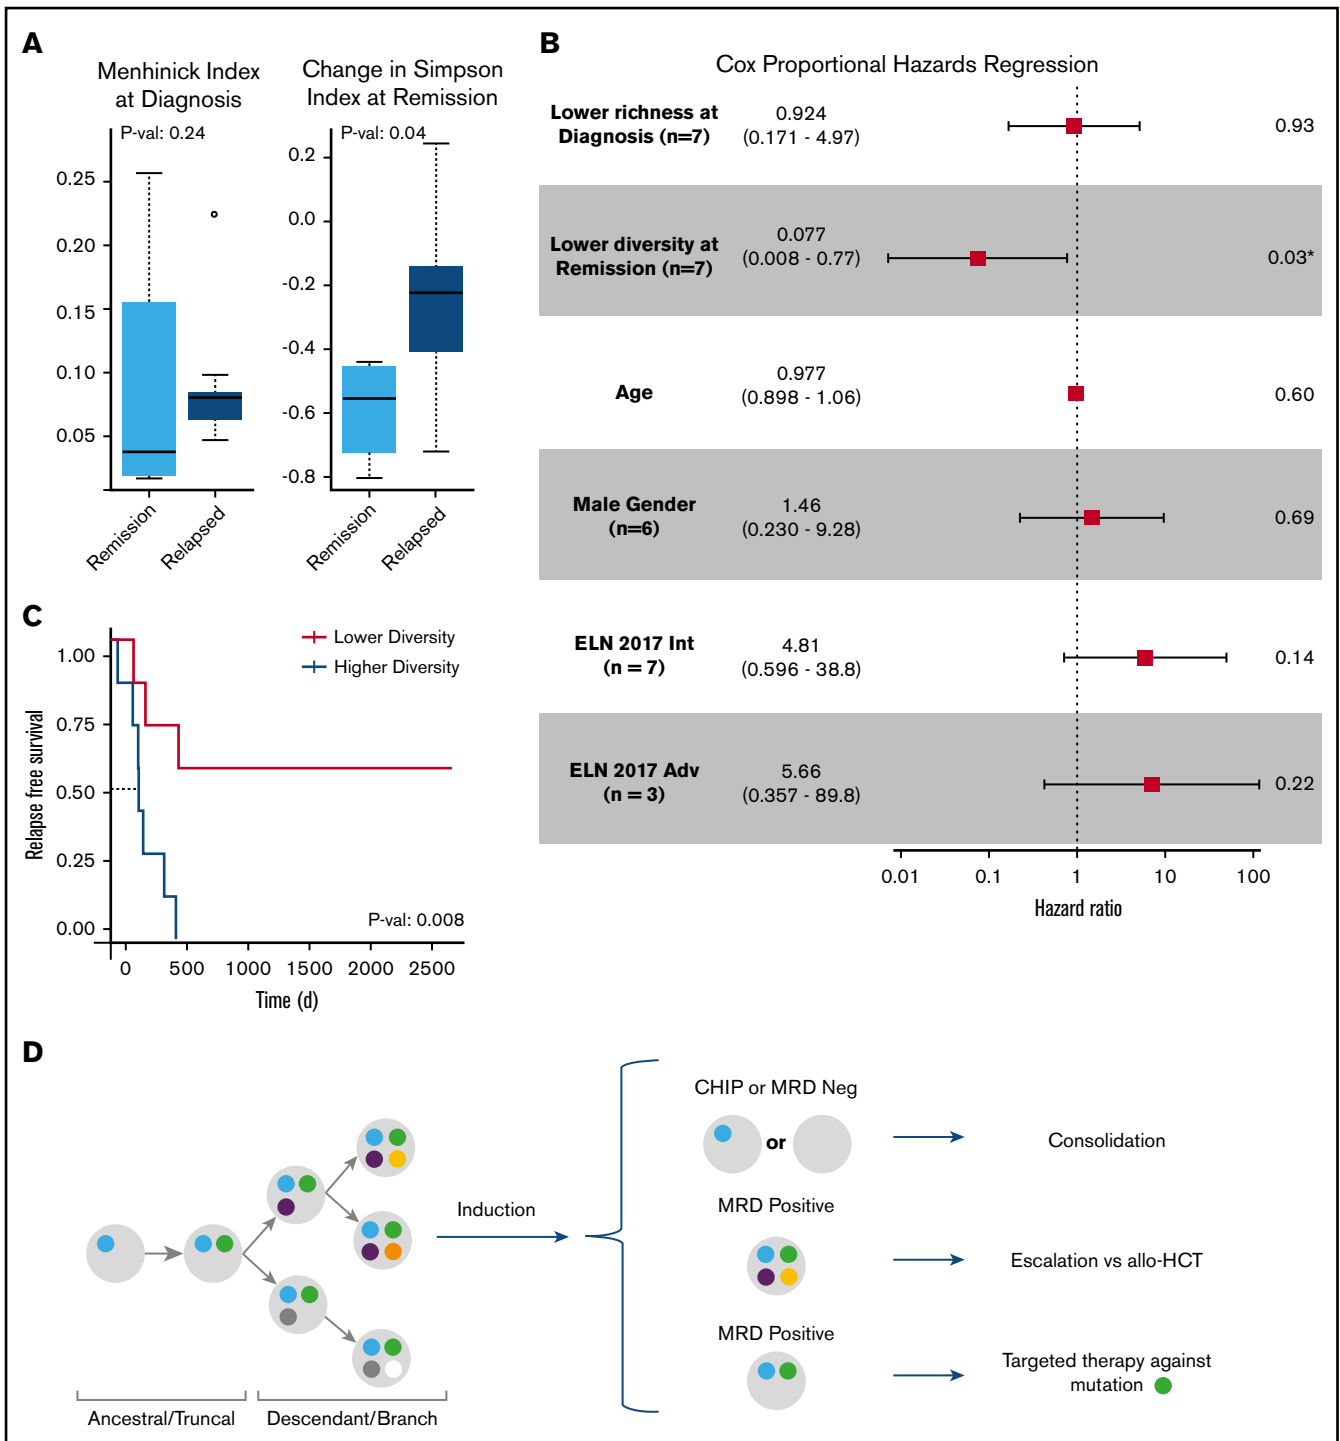 A
Menhinick Index
at Diagnosis
P-val: 0.24
0.25
0.20
0.15
0.10
0.05
Remission
Relapsed
Change in Simpson
Index at Remission
P-val: 0.04
0.2
0.0
-0.2
-0.4
-0.6
-0.8
Remission
Relapsed
B
Cox Proportional Hazards Regression
Lower richness at
Diagnosis (n=7)
0.924
(0.171 - 4.97)
0.93
Lower diversity at
Remission (n=7)
0.077
(0.008 - 0.77)
0.03*
Age
0.977
(0.898 - 1.06)
0.60
Male Gender
(n=6)
1.46
(0.230 - 9.28)
0.69
ELN 2017 Int
(n = 7)
4.81
(0.596 - 38.8)
0.14
ELN 2017 Adv
(n = 3)
5.66
(0.357 - 89.8)
0.22
0.01 0.1 1 10 100
Hazard ratio
C
Lower Diversity
Higher Diversity
Relapse free survival
1.00
0.75
0.50
0.25
0.00
P-val: 0.008
0 500 1000 1500 2000 2500
Time (d)
D
Ancestral/Truncal
Descendant/Branch
Induction
CHIP or MRD Neg
or
Consolidation
MRD Positive
Escalation vs allo-HCT
MRD Positive
Targeted therapy against
mutation